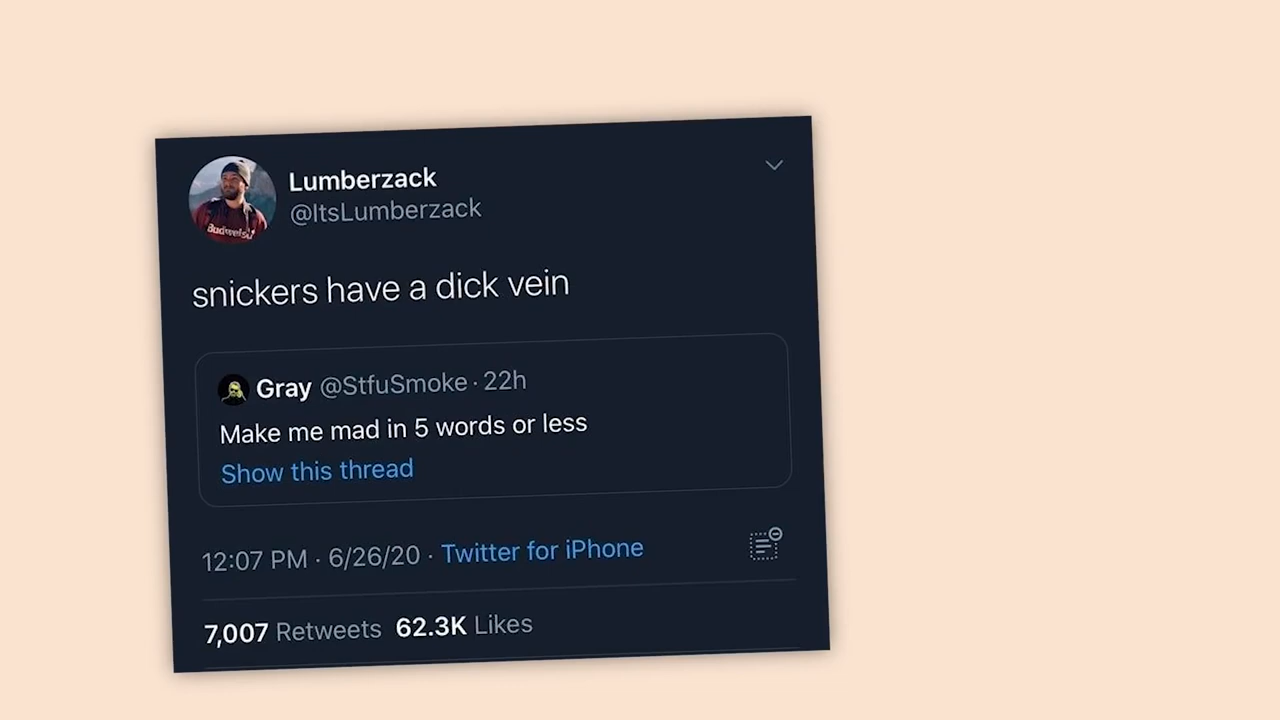 Lumberzack
@ItsLumberzack
snickers have a dick vein
Gray @StfuSmoke · 22h
Make me mad in 5 words or less
Show this thread
12:07 PM · 6/26/20 · Twitter for iPhone
7,007 Retweets 62.3K Likes